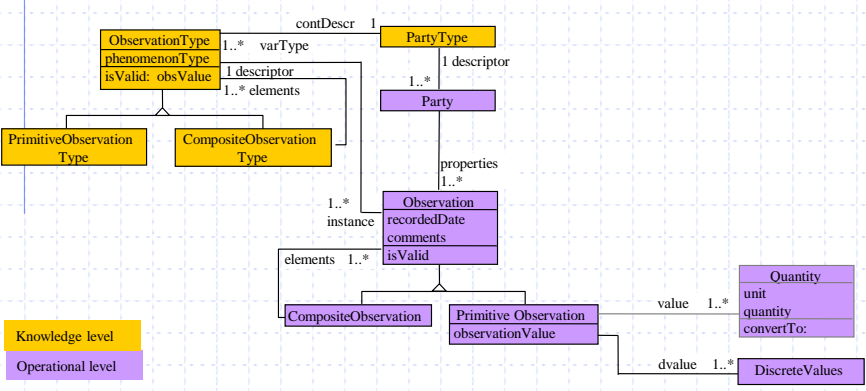 contDescr 1
ObservationType
1..* varType
PartyType
phenomenonType
isValid: obsValue
1 descriptor
1 descriptor
1..* elements
1..*
Party
PrimitiveObservation
Type
CompositeObservation
Type
properties
1..*
1..*
instance
Observation
recordedDate
comments
isValid
elements 1..*
Quantity
unit
quantity
convertTo:
value 1..*
CompositeObservation
Primitive Observation
observationValue
Knowledge level
Operational level
dvalue 1..*
DiscreteValues